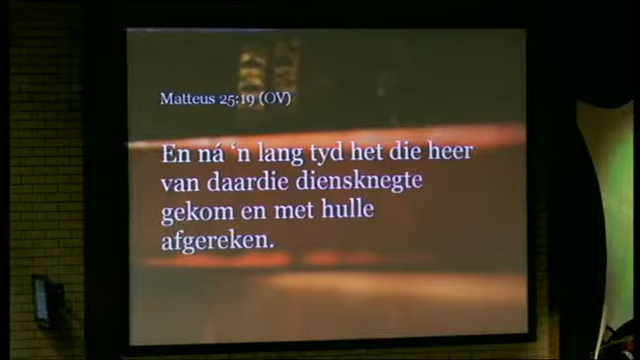 Matteus 25:19 (OV)
En ná ‘n lang tyd het die heer
van daardie diensknegte
gekom en met hulle
afgereken.